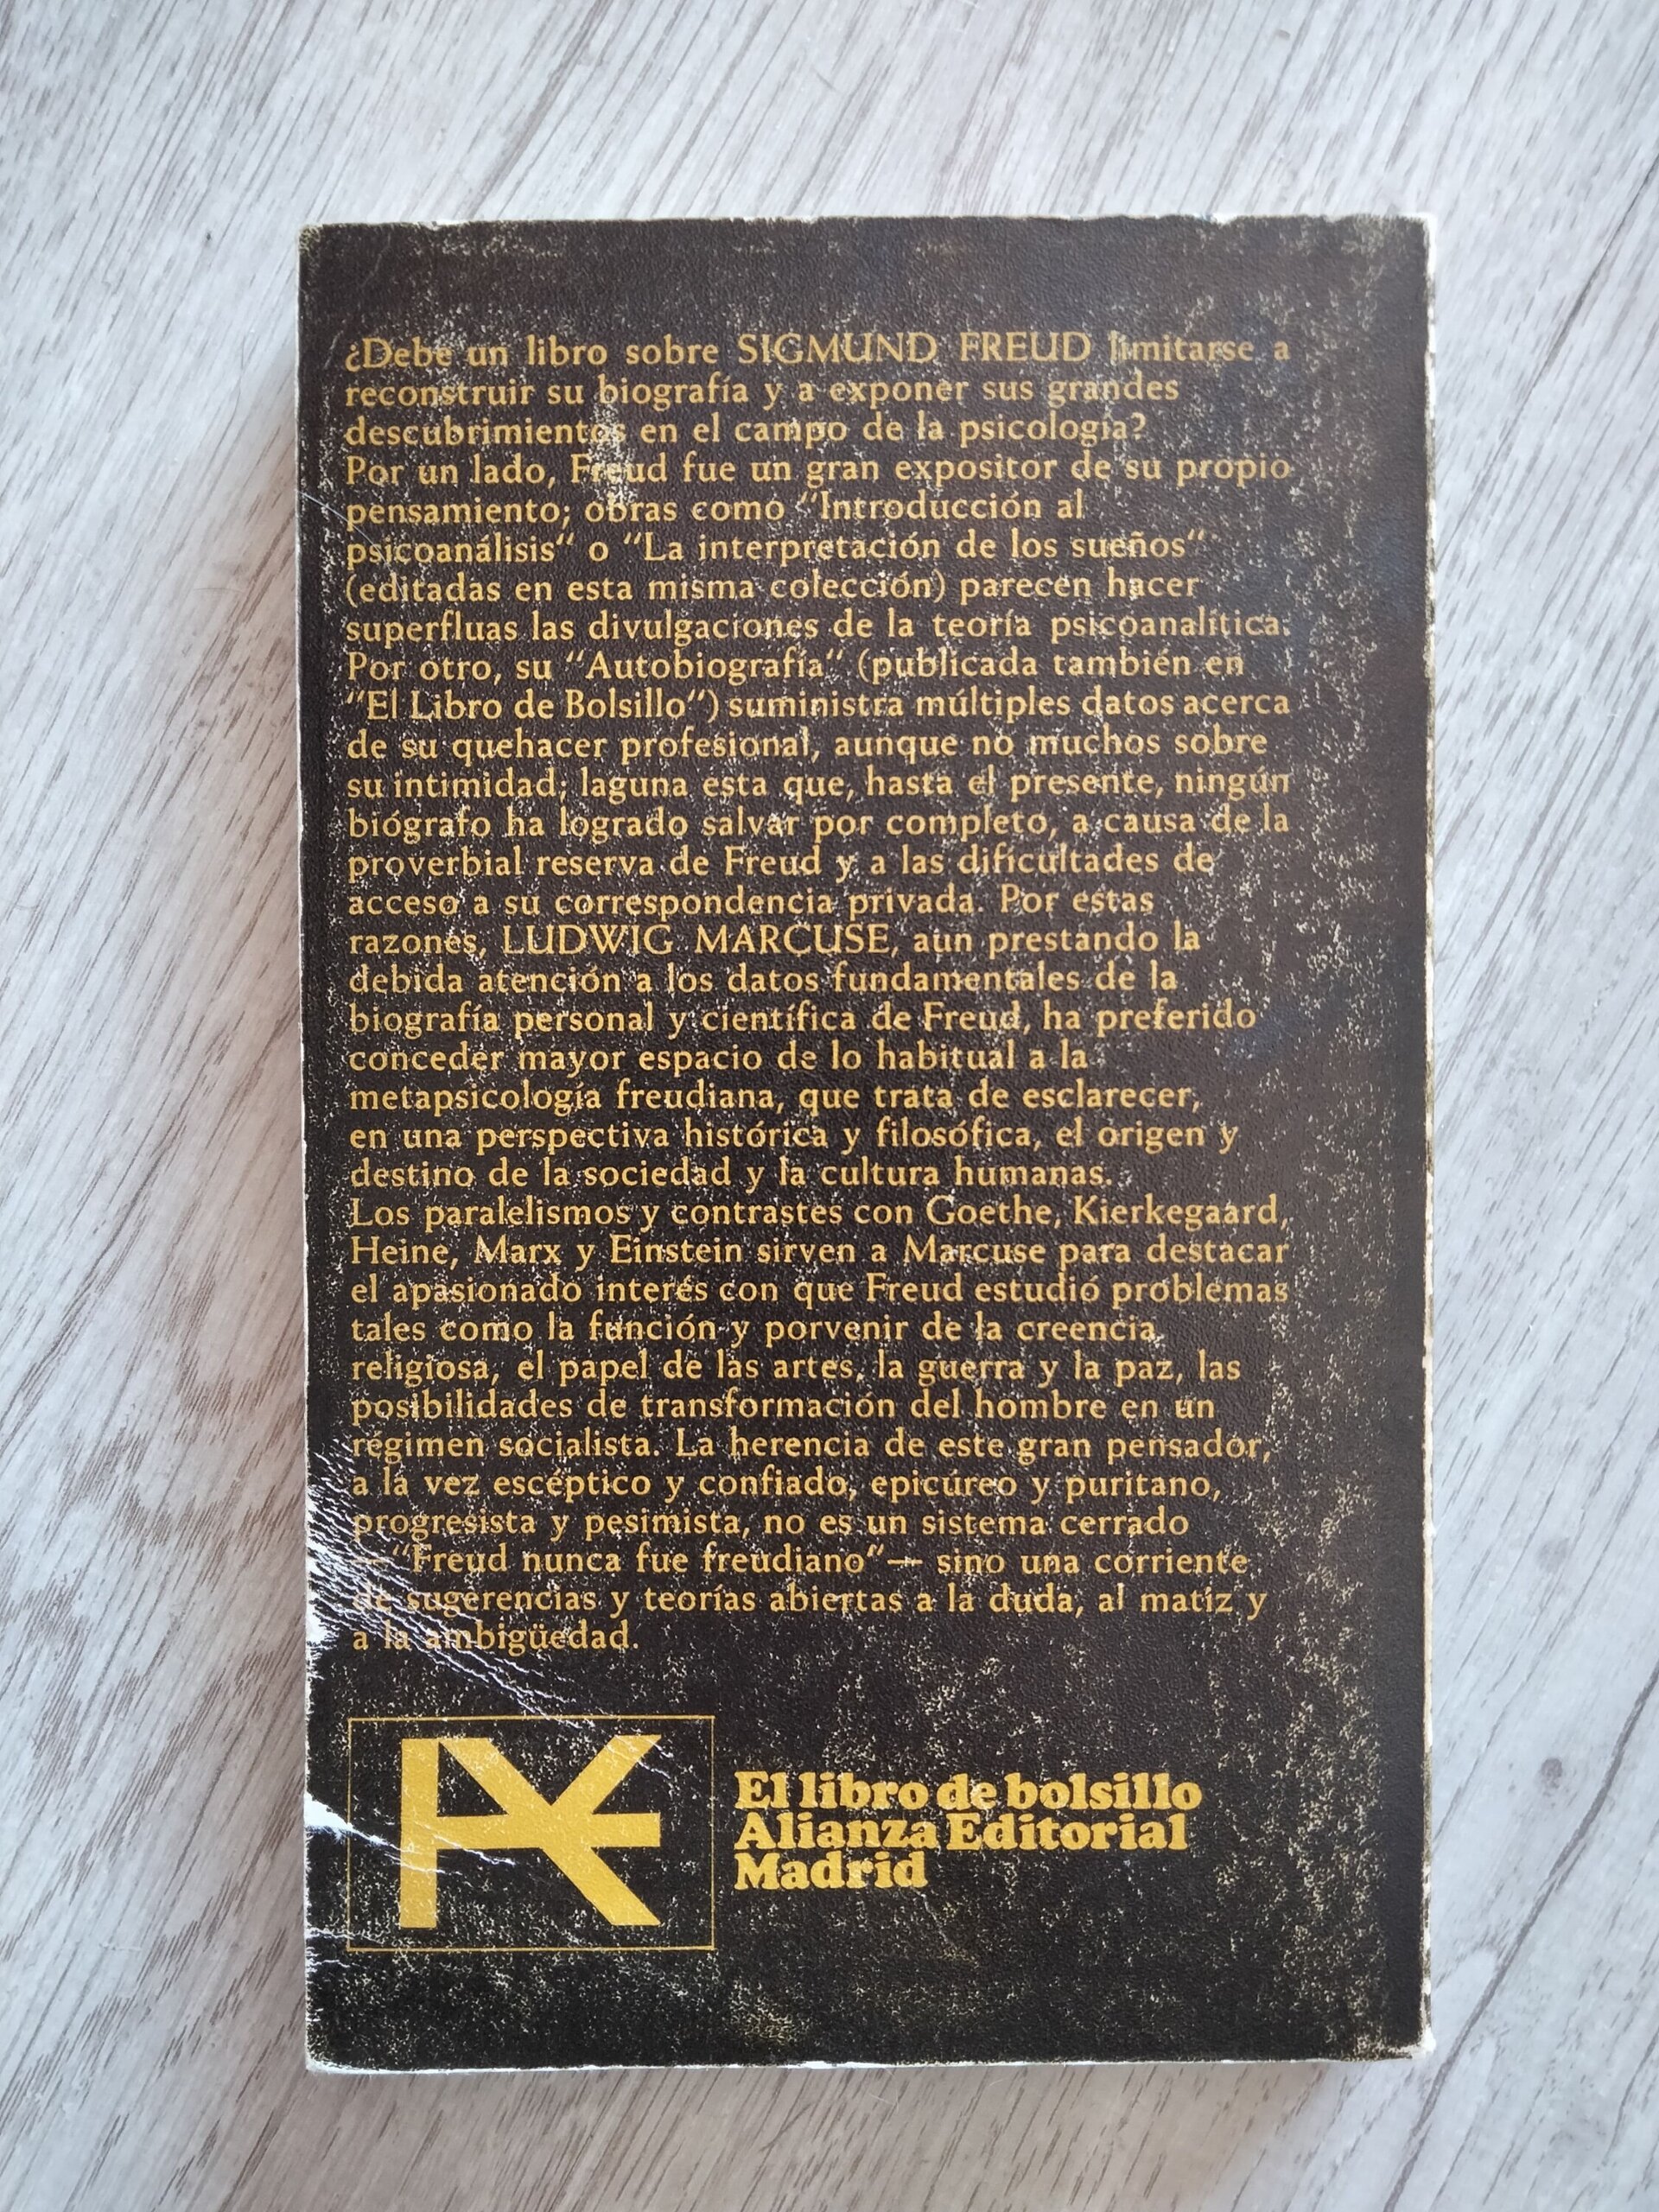 ¿Debe un libro sobre SIGMUND FREUD limitarse a
reconstruir su biografía y a exponer sus grandes
descubrimientos en el campo de la psicología?
Por un lado, Freud fue un gran expositor de su propio
pensamiento; obras como "Introducción al
psicoanálisis" o "La interpretación de los sueños"
(editadas en esta misma colección) parecen hacer
superfluas las divulgaciones de la teoría psicoanalítica.
Por otro, su "Autobiografía" (publicada también en
"El Libro de Bolsillo") suministra múltiples datos acerca
de su quehacer profesional, aunque no muchos sobre
su intimidad; laguna esta que, hasta el presente, ningún
biógrafo ha logrado salvar por completo, a causa de la
proverbial reserva de Freud y a las dificultades de
acceso a su correspondencia privada. Por estas
razones, LUDWIG MARCUSE, aun prestando la
debida atención a los datos fundamentales de la
biografía personal y científica de Freud, ha preferido
conceder mayor espacio de lo habitual a la
metapsicología freudiana, que trata de esclarecer,
en una perspectiva histórica y filosófica, el origen y
destino de la sociedad y la cultura humanas.
Los paralelismos y contrastes con Goethe, Kierkegaard,
Heine, Marx y Einstein sirven a Marcuse para destacar
el apasionado interés con que Freud estudió problemas
tales como la función y porvenir de la creencia
religiosa, el papel de las artes, la guerra y la paz, las
posibilidades de transformación del hombre en un
régimen socialista. La herencia de este gran pensador,
a la vez escéptico y confiado, epicúreo y puritano,
progresista y pesimista, no es un sistema cerrado
—"Freud nunca fue freudiano"— sino una corriente
de sugerencias y teorías abiertas a la duda, al matiz y
a la ambigüedad.
El libro de bolsillo
Alianza Editorial
Madrid